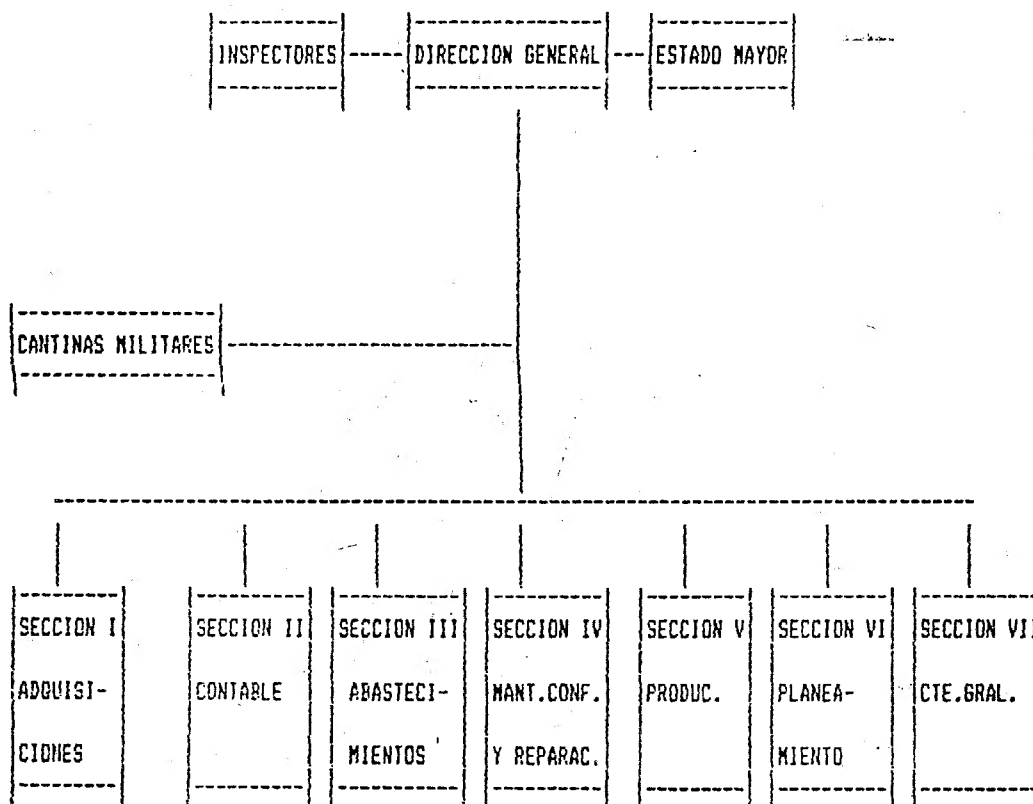 INSPECTORES DIRECCION GENERAL ESTADO MAYOR
CANTINAS MILITARES
SECCION I SECCION II SECCION III SECCION IV SECCION V SECCION VI SECCION VII
ADQUISI- CONTABLE ABASTECI- MANT.CONF. PRODUC. PLANEA- CTE.GRAL.
CIONES MIENTOS Y REPARAC. MIENTO